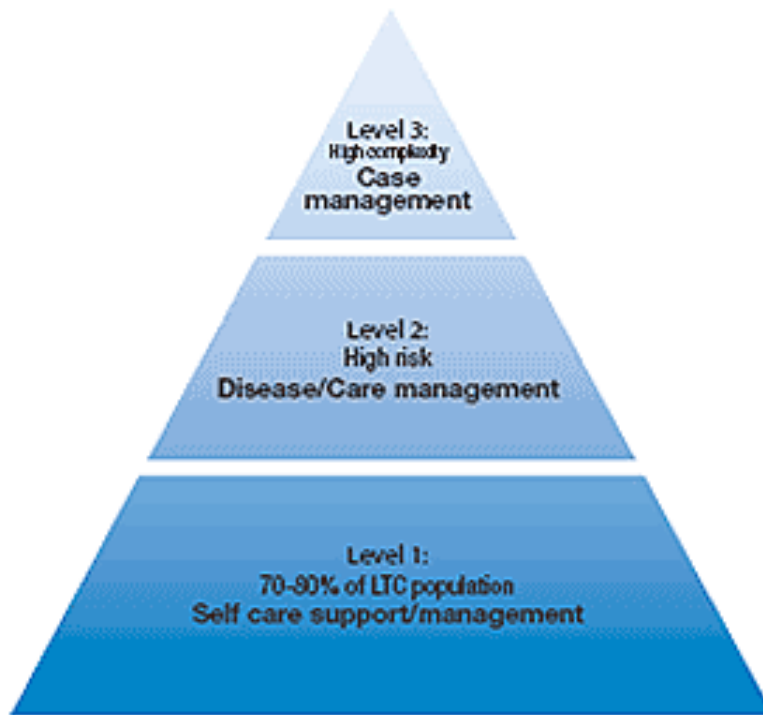 Level 3:
High complexity
Case
management
Level 2:
High risk
Disease/Care management
Level 1:
70-80% of LTC population
Self care support/management